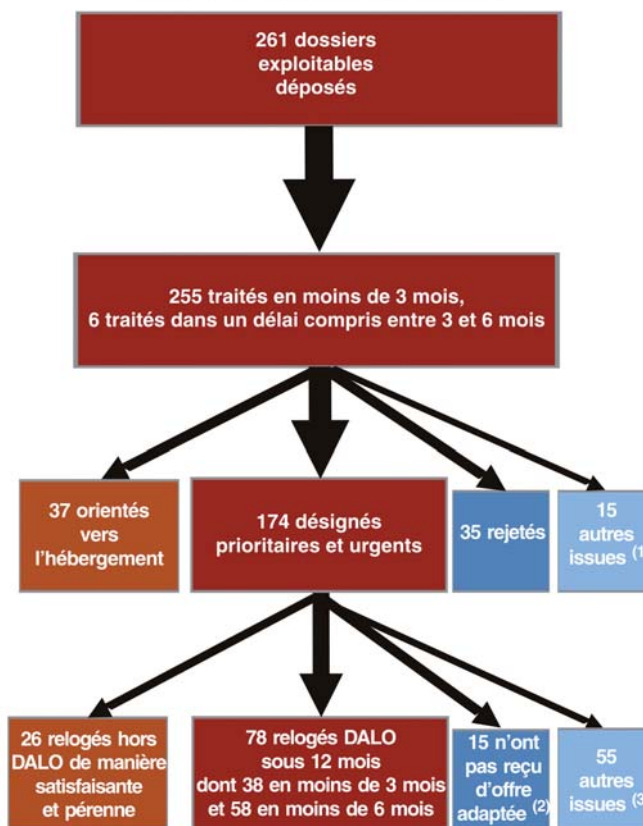 261 dossiers
exploitables
déposés
255 traités en moins de 3 mois,
6 traités dans un délai compris entre 3 et 6 mois
37 orientés
vers
l'hébergement
174 désignés
prioritaires et urgents
35 rejetés
15
autres
issues (1
26 relogés hors
DALO de manière
satisfaisante
et pérenne
78 relogés DALO
sous 12 mois
dont 38 en moins de 3 mois
et 58 en moins de 6 mois
15 n'ont
pas reçu
d'offre
adaptée (2)
55
autres
issues (3